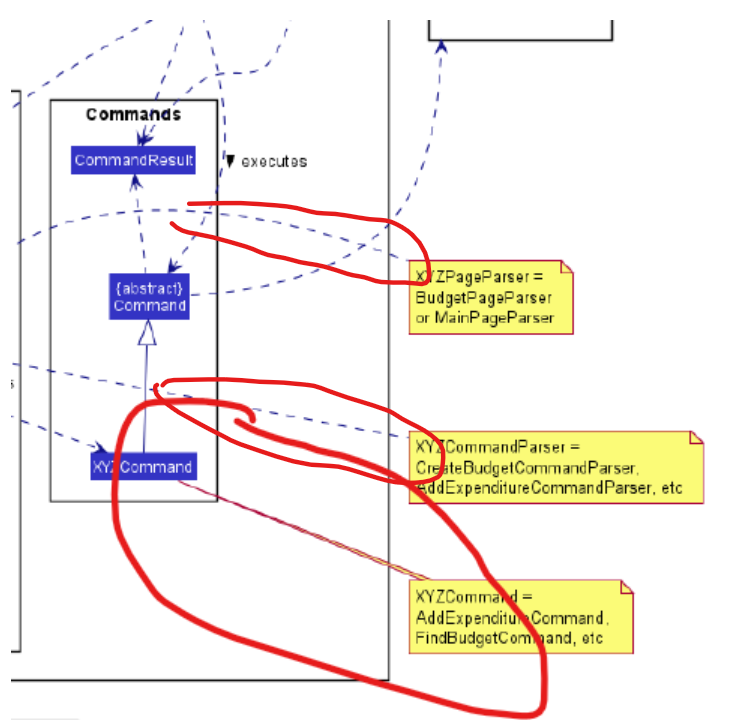 Commands
CommandResult
executes
{abstract}
Command
XYZPageParser =
BudgetPageParser
or MainPageParser
s
XYZCommandParser =
CreateBudgetCommandParser,
AddExpenditureCommandParser, etc
XYZCommand
XYZCommand =
AddExpenditureCommand,
FindBudgetCommand, etc